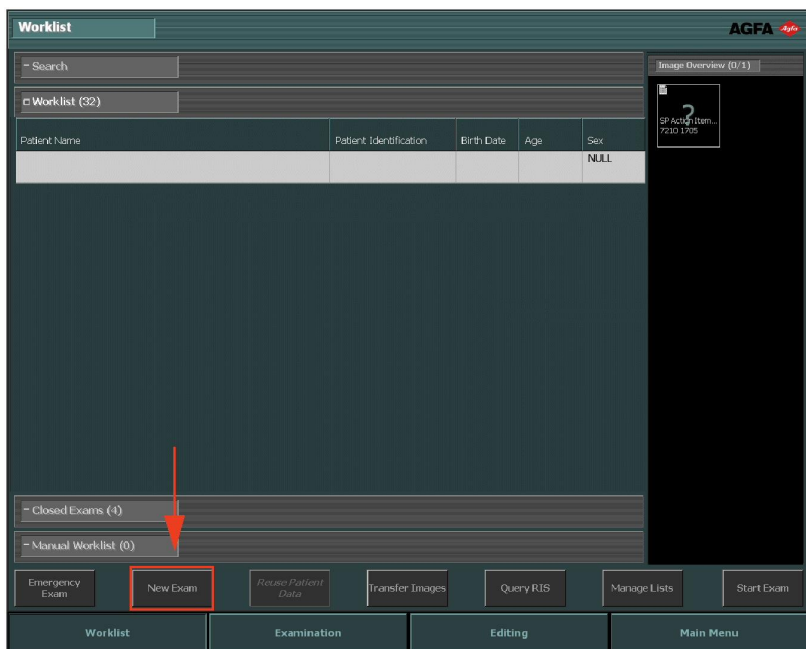 Worklist
AGFA Agfa
- Search
Image Overview (0/1)
Worklist (32)
?
SP Action Item...
7210 1705
Patient Name Patient Identification Birth Date Age Sex
NULL
- Closed Exams (4)
- Manual Worklist (0)
Emergency
Exam
New Exam
Reuse Patient
Data
Transfer Images
Query RIS
Manage Lists
Start Exam
Worklist Examination Editing Main Menu